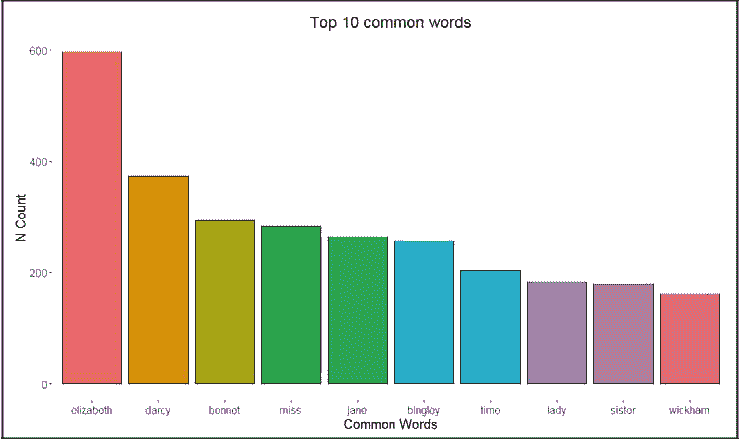 Top 10 common words
600
400
200
0
N Count
elizabeth darcy bennet miss jane bingley time lady sister wickham
Common Words